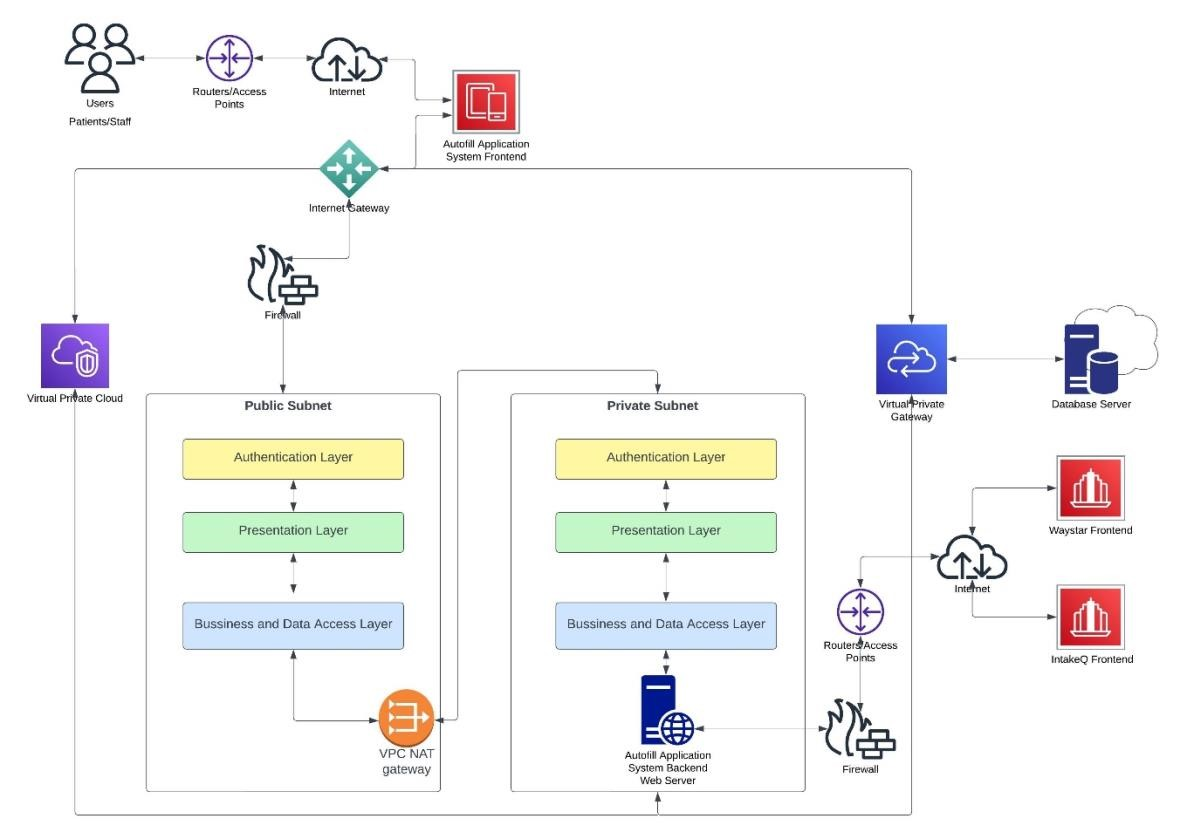 Users
Patients/Staff
Routers/Access
Points
Internet
Autofill Application
System Frontend
Internet Gateway
Firewall
Virtual Private Cloud
Virtual Private
Gateway
Database Server
Public Subnet
Authentication Layer
Presentation Layer
Bussiness and Data Access Layer
VPC NAT
gateway
Private Subnet
Authentication Layer
Presentation Layer
Bussiness and Data Access Layer
Autofill Application
System Backend
Web Server
Firewall
Routers/Access
Points
Internet
Waystar Frontend
IntakeQ Frontend